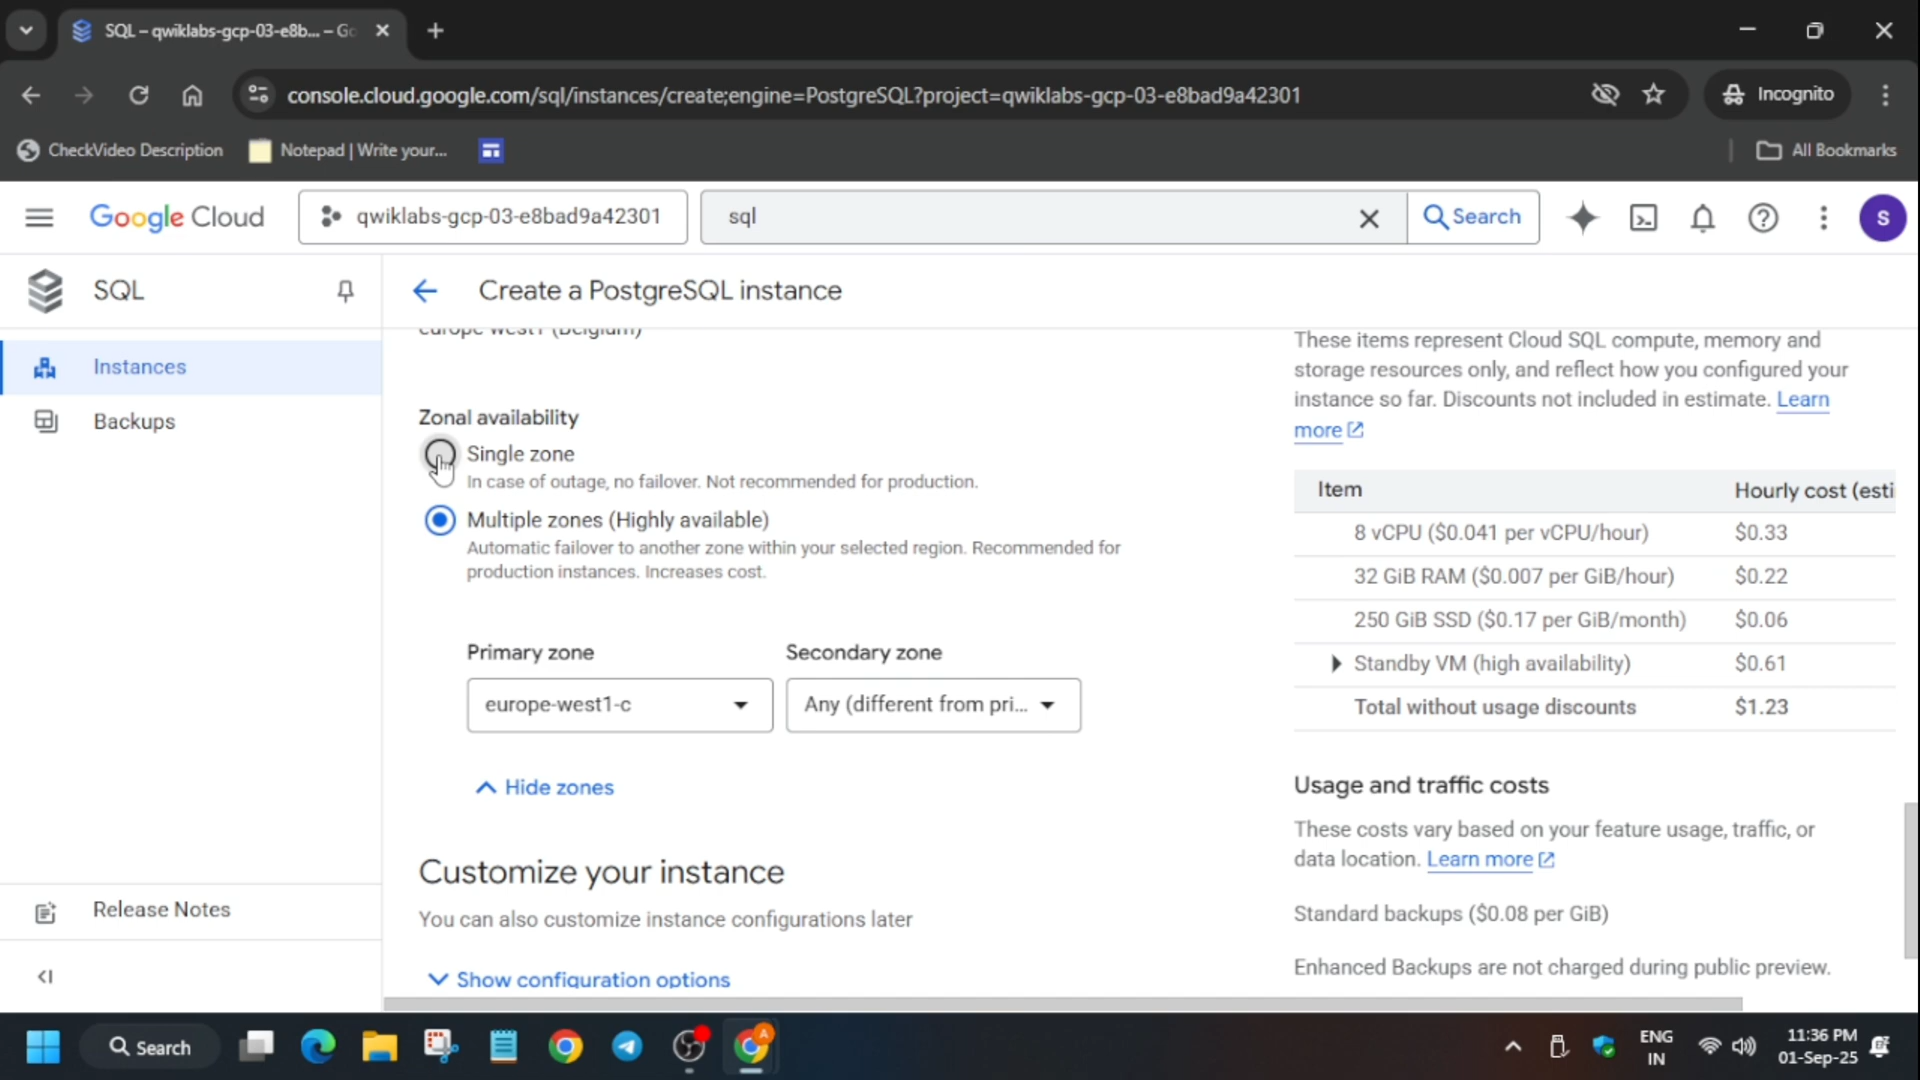 SQL – qwiklabs-gcp-03-e8b... – Go
console.cloud.google.com/sql/instances/create;engine=PostgreSQL?project=qwiklabs-gcp-03-e8bad9a42301
Incognito
CheckVideo Description
Notepad | Write your...
All Bookmarks
Google Cloud
qwiklabs-gcp-03-e8bad9a42301
sql
Search
S
SQL
Create a PostgreSQL instance
Instances
Backups
Release Notes
europe-west1 (Belgium)
Zonal availability
Single zone
In case of outage, no failover. Not recommended for production.
Multiple zones (Highly available)
Automatic failover to another zone within your selected region. Recommended for
production instances. Increases cost.
Primary zone
Secondary zone
europe-west1-c
Any (different from pri...
Hide zones
Customize your instance
You can also customize instance configurations later
Show configuration options
These items represent Cloud SQL compute, memory and
storage resources only, and reflect how you configured your
instance so far. Discounts not included in estimate. Learn
more
Item Hourly cost (esti
8 vCPU ($0.041 per vCPU/hour) $0.33
32 GiB RAM ($0.007 per GiB/hour) $0.22
250 GiB SSD ($0.17 per GiB/month) $0.06
Standby VM (high availability) $0.61
Total without usage discounts $1.23
Usage and traffic costs
These costs vary based on your feature usage, traffic, or
data location. Learn more
Standard backups ($0.08 per GiB)
Enhanced Backups are not charged during public preview.
Search
A
ENG
IN
11:36 PM
01-Sep-25